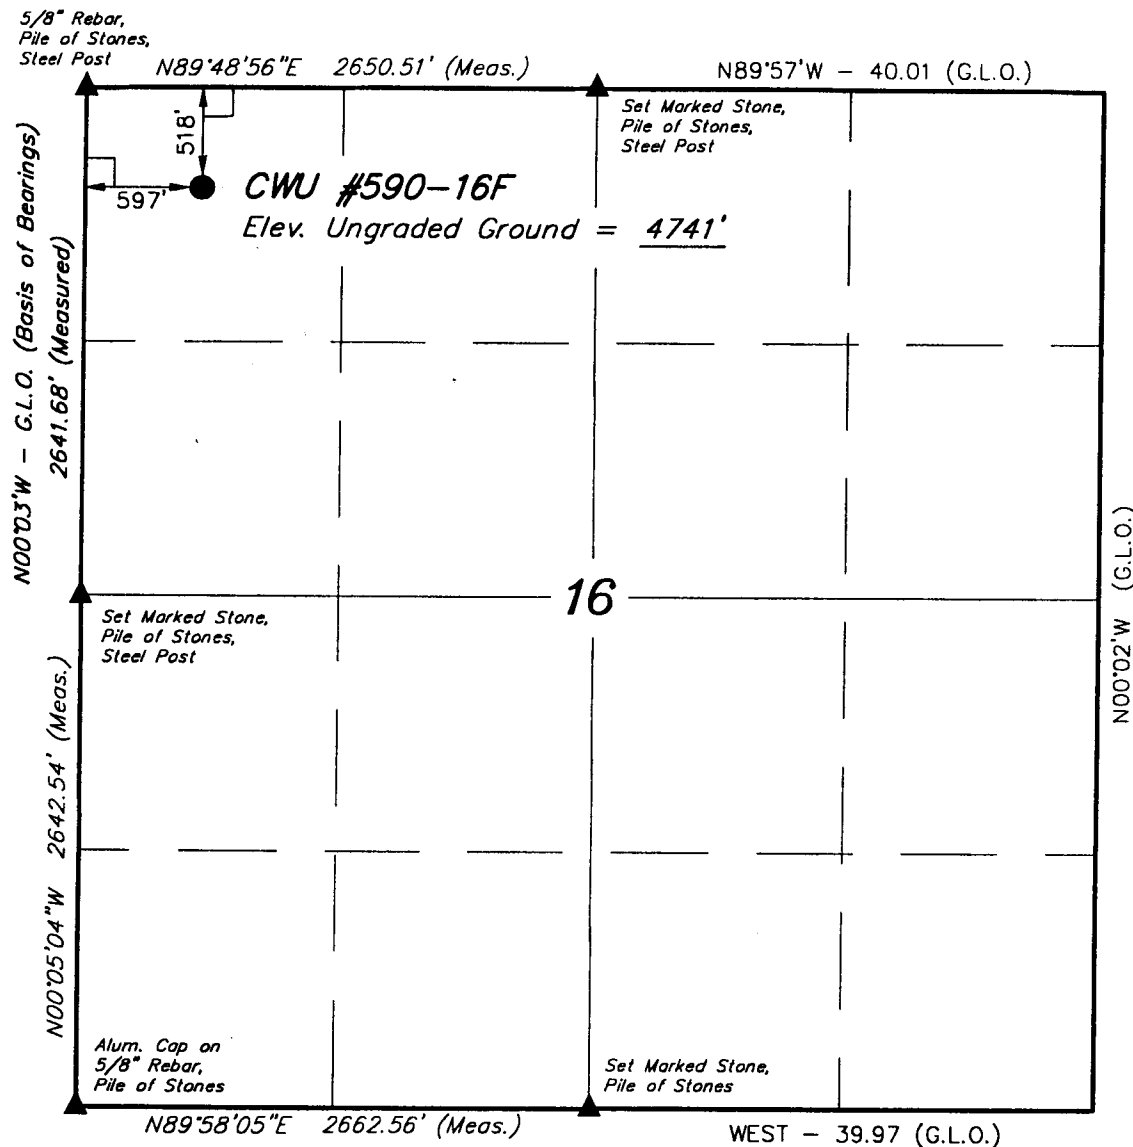 5/8" Rebar,
Pile of Stones,
Steel Post
N89°48'56"E 2650.51' (Meas.)
N89°57'W – 40.01 (G.L.O.)
Set Marked Stone,
Pile of Stones,
Steel Post
518'
597'
CWU #590-16F
Elev. Ungraded Ground = 4741'
N00°03'W – G.L.O. (Basis of Bearings)
2641.68' (Measured)
16
Set Marked Stone,
Pile of Stones,
Steel Post
N00°02'W (G.L.O.)
N00°05'04"W 2642.54' (Meas.)
Alum. Cap on
5/8" Rebar,
Pile of Stones
Set Marked Stone,
Pile of Stones
N89°58'05"E 2662.56' (Meas.)
WEST – 39.97 (G.L.O.)